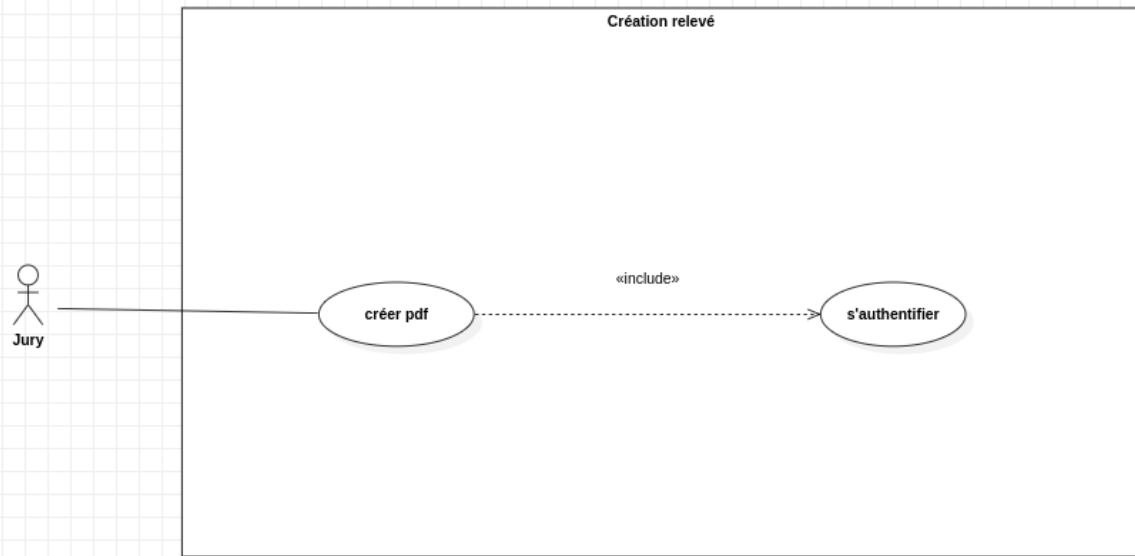 Création relevé
«include»
créer pdf
s'authentifier
Jury